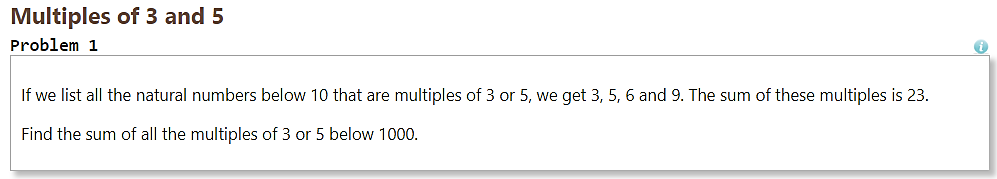 Multiples of 3 and 5
Problem 1
i
If we list all the natural numbers below 10 that are multiples of 3 or 5, we get 3, 5, 6 and 9. The sum of these multiples is 23.
Find the sum of all the multiples of 3 or 5 below 1000.